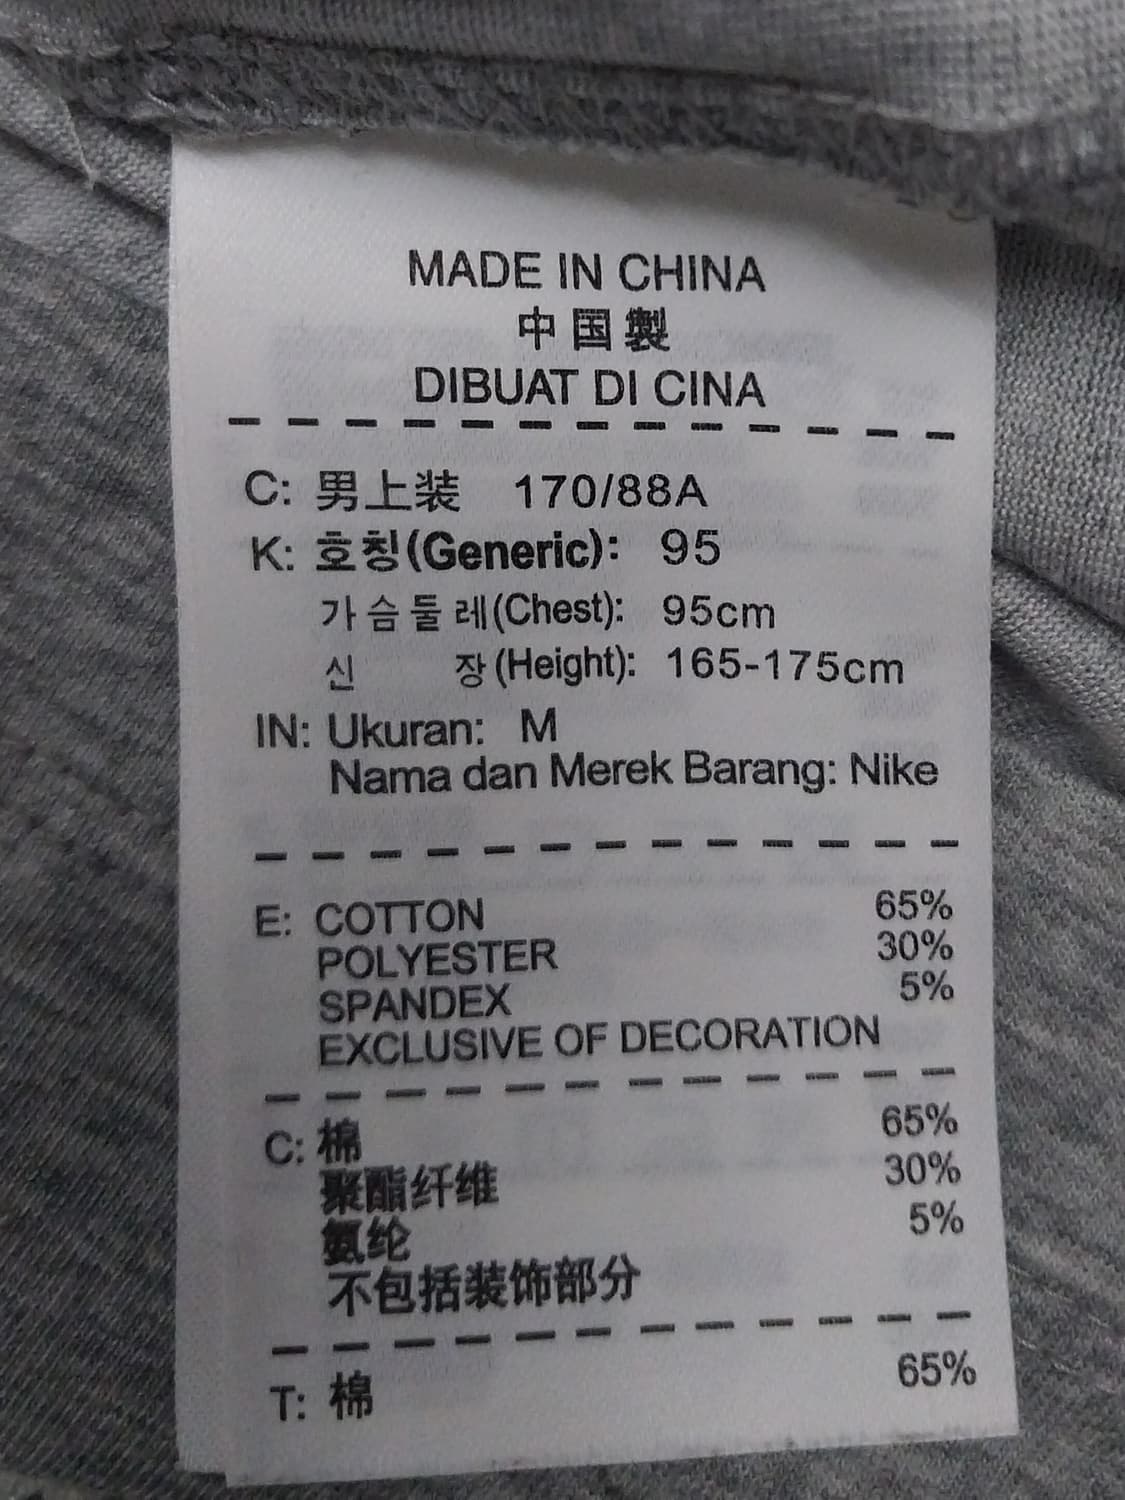 MADE IN CHINA
中国製
DIBUAT DI CINA
C: 男上装 170/88A
K: 호칭(Generic): 95
가슴둘레(Chest): 95cm
신 장(Height): 165-175cm
IN: Ukuran: M
Nama dan Merek Barang: Nike
E: COTTON 65%
POLYESTER 30%
SPANDEX 5%
EXCLUSIVE OF DECORATION
C: 棉 65%
聚酯纤维 30%
氨纶 5%
不包括装饰部分
T: 棉 65%